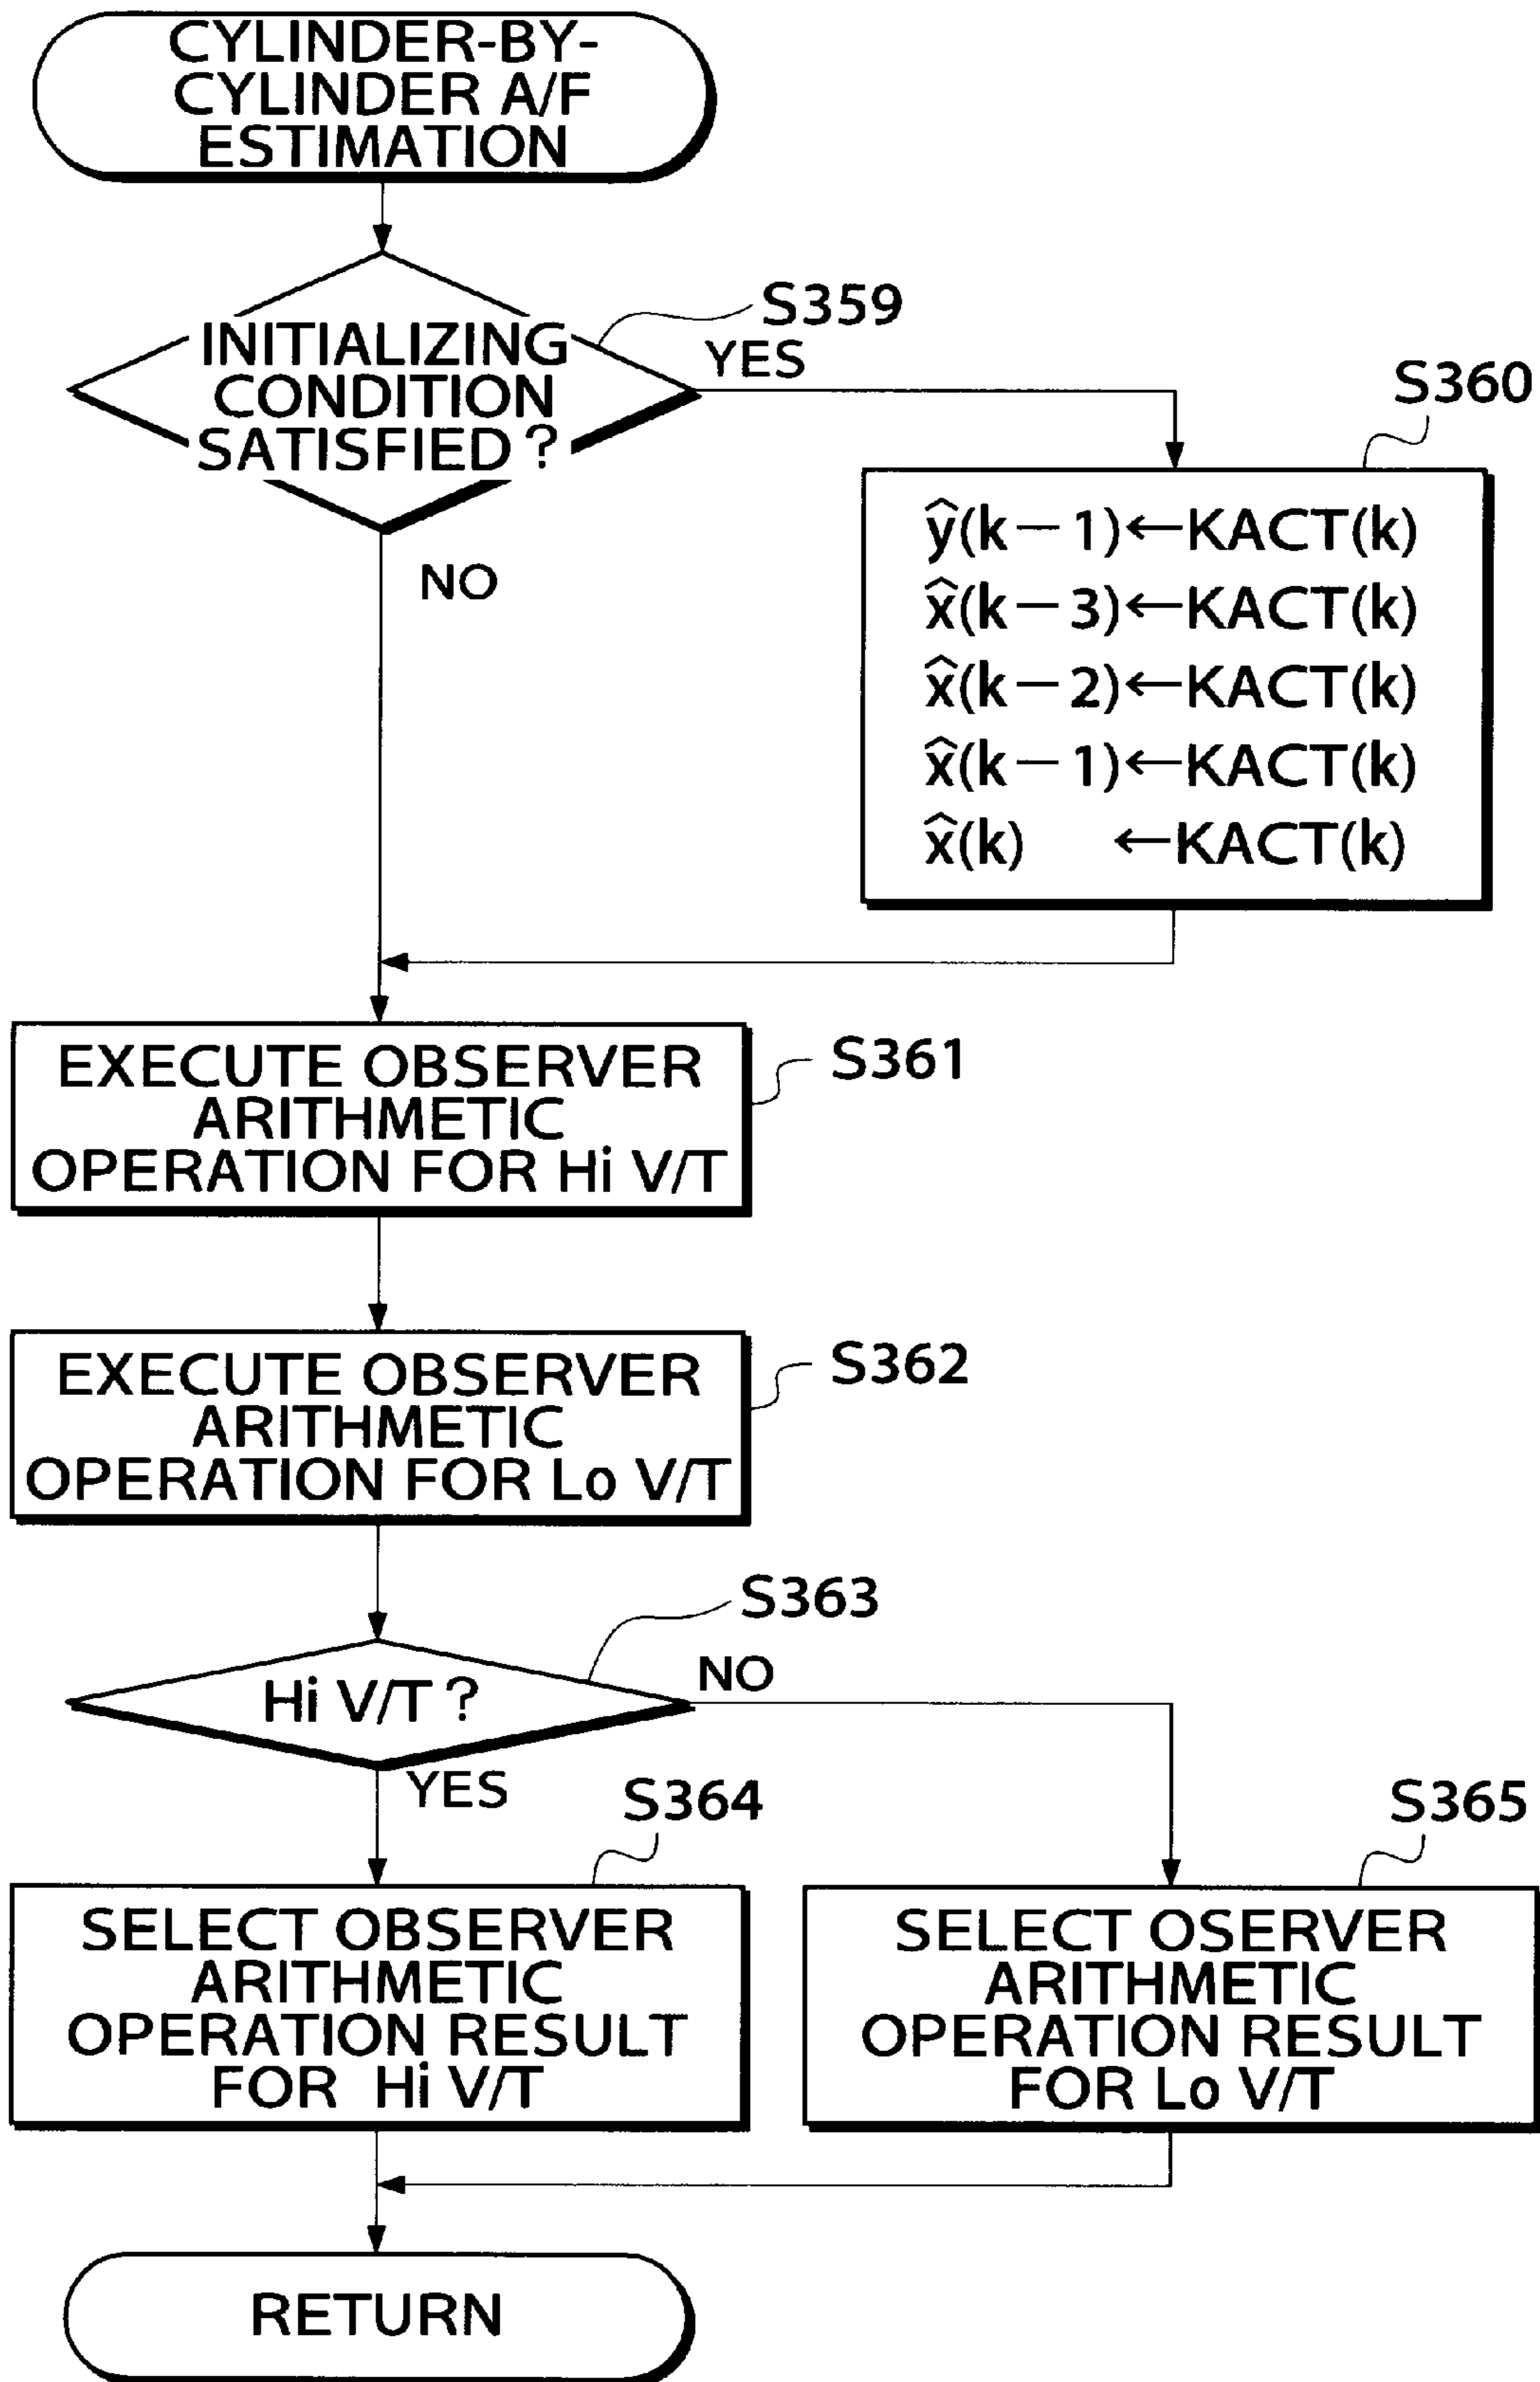 CYLINDER-BY-
CYLINDER A/F
ESTIMATION
S359
INITIALIZING
CONDITION
SATISFIED ?
YES
NO
S360
ŷ(k−1)←KACT(k)
x̂(k−3)←KACT(k)
x̂(k−2)←KACT(k)
x̂(k−1)←KACT(k)
x̂(k) ←KACT(k)
EXECUTE OBSERVER
ARITHMETIC
OPERATION FOR Hi V/T
S361
EXECUTE OBSERVER
ARITHMETIC
OPERATION FOR Lo V/T
S362
S363
Hi V/T ?
NO
YES
S364
SELECT OBSERVER
ARITHMETIC
OPERATION RESULT
FOR Hi V/T
S365
SELECT OSERVER
ARITHMETIC
OPERATION RESULT
FOR Lo V/T
RETURN